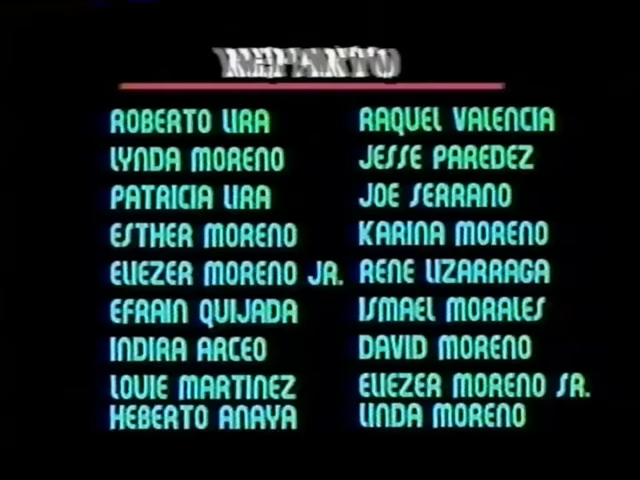 REPARTO
ROBERTO LIRA
LYNDA MORENO
PATRICIA LIRA
ESTHER MORENO
ELIEZER MORENO JR.
EFRAIN QUIJADA
INDIRA ARCEO
LOUIE MARTINEZ
HEBERTO ANAYA
RAQUEL VALENCIA
JESSE PAREDEZ
JOE SERRANO
KARINA MORENO
RENE LIZARRAGA
ISMAEL MORALES
DAVID MORENO
ELIEZER MORENO SR.
LINDA MORENO